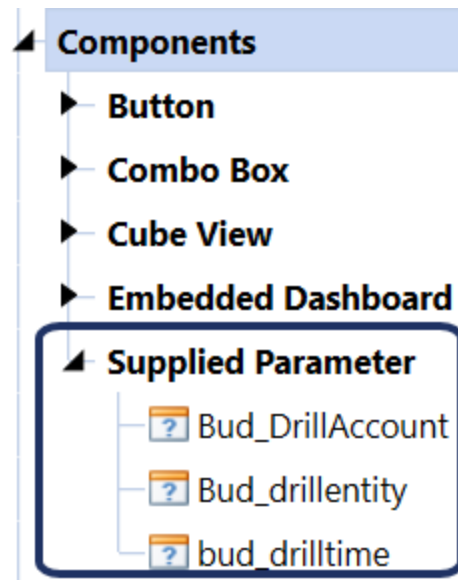 Components
Button
Combo Box
Cube View
Embedded Dashboard
Supplied Parameter
Bud_DrillAccount
Bud_drillentity
bud_drilltime